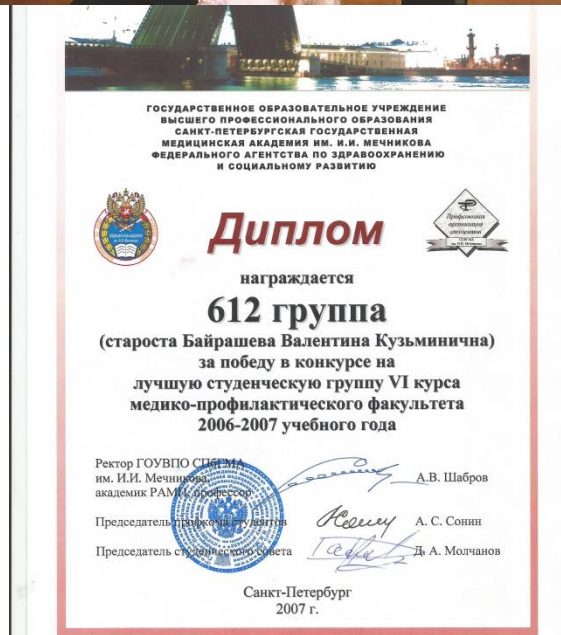 ГОСУДАРСТВЕННОЕ ОБРАЗОВАТЕЛЬНОЕ УЧРЕЖДЕНИЕ
ВЫСШЕГО ПРОФЕССИОНАЛЬНОГО ОБРАЗОВАНИЯ
САНКТ-ПЕТЕРБУРГСКАЯ ГОСУДАРСТВЕННАЯ
МЕДИЦИНСКАЯ АКАДЕМИЯ ИМ. И.И. МЕЧНИКОВА
ФЕДЕРАЛЬНОГО АГЕНТСТВА ПО ЗДРАВООХРАНЕНИЮ
И СОЦИАЛЬНОМУ РАЗВИТИЮ
Профсоюзная
организация
студентов
Диплом
награждается
612 группа
(староста Байрашева Валентина Кузьминична)
за победу в конкурсе на
лучшую студенческую группу VI курса
медико-профилактического факультета
2006-2007 учебного года
Ректор ГОУВПО СПбГМА
им. И.И. Мечникова,
академик РАМН, профессор
А.В. Шабров
Председатель профкома студентов
А. С. Сонин
Председатель студенческого совета
Д. А. Молчанов
Санкт-Петербург
2007 г.